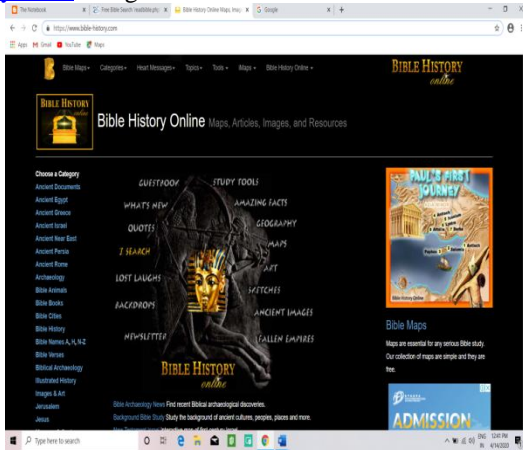 The Notebook
Free Bible Search
Bible History Online Maps, Imag
Google
https://www.bible-history.com
Apps Gmail YouTube Maps
Bible Maps Categories Heart Messages Topics Tools iMaps Bible History Online
BIBLE HISTORY
online
BIBLE HISTORY
online
Bible History Online Maps, Articles, Images, and Resources
Choose a Category
Ancient Documents
Ancient Egypt
Ancient Greece
Ancient Israel
Ancient Near East
Ancient Persia
Ancient Rome
Archaeology
Bible Animals
Bible Books
Bible Cities
Bible History
Bible Names A, H, N-Z
Bible Verses
Biblical Archaeology
Illustrated History
Images & Art
Jerusalem
Jesus
GUESTBOOK
STUDY TOOLS
WHATS NEW
AMAZING FACTS
QUOTES
GEOGRAPHY
MAPS
I SEARCH
ART
LOST LAUGHS
SKETCHES
BACKDROPS
ANCIENT IMAGES
NEWSLETTER
FALLEN EMPIRES
BIBLE HISTORY
online
Bible Archaeology News Find recent Biblical archaeological discoveries.
Background Bible Study Study the background of ancient cultures, peoples, places and more.
PAUL'S FIRST
JOURNEY
Bible Maps
Maps are essential for any serious Bible study.
Our collection of maps are simple and they are
free.
ADMISSION
Type here to search
ENG
IN
12:41 PM
4/14/2020